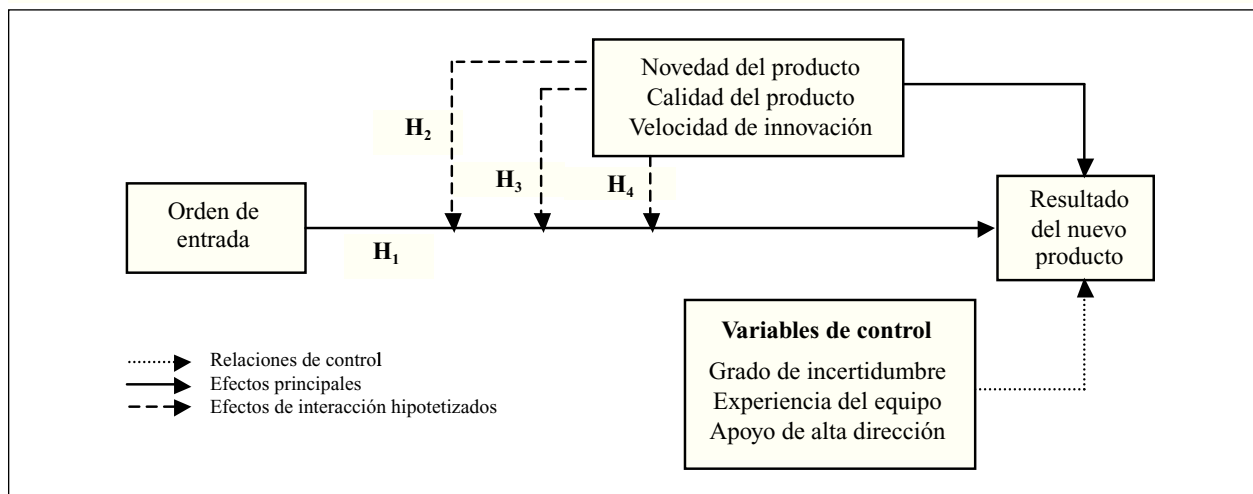 Novedad del producto
Calidad del producto
Velocidad de innovación
H₂
H₃
H₄
Orden de
entrada
H₁
Resultado
del nuevo
producto
Variables de control
Grado de incertidumbre
Experiencia del equipo
Apoyo de alta dirección
Relaciones de control
Efectos principales
Efectos de interacción hipotetizados